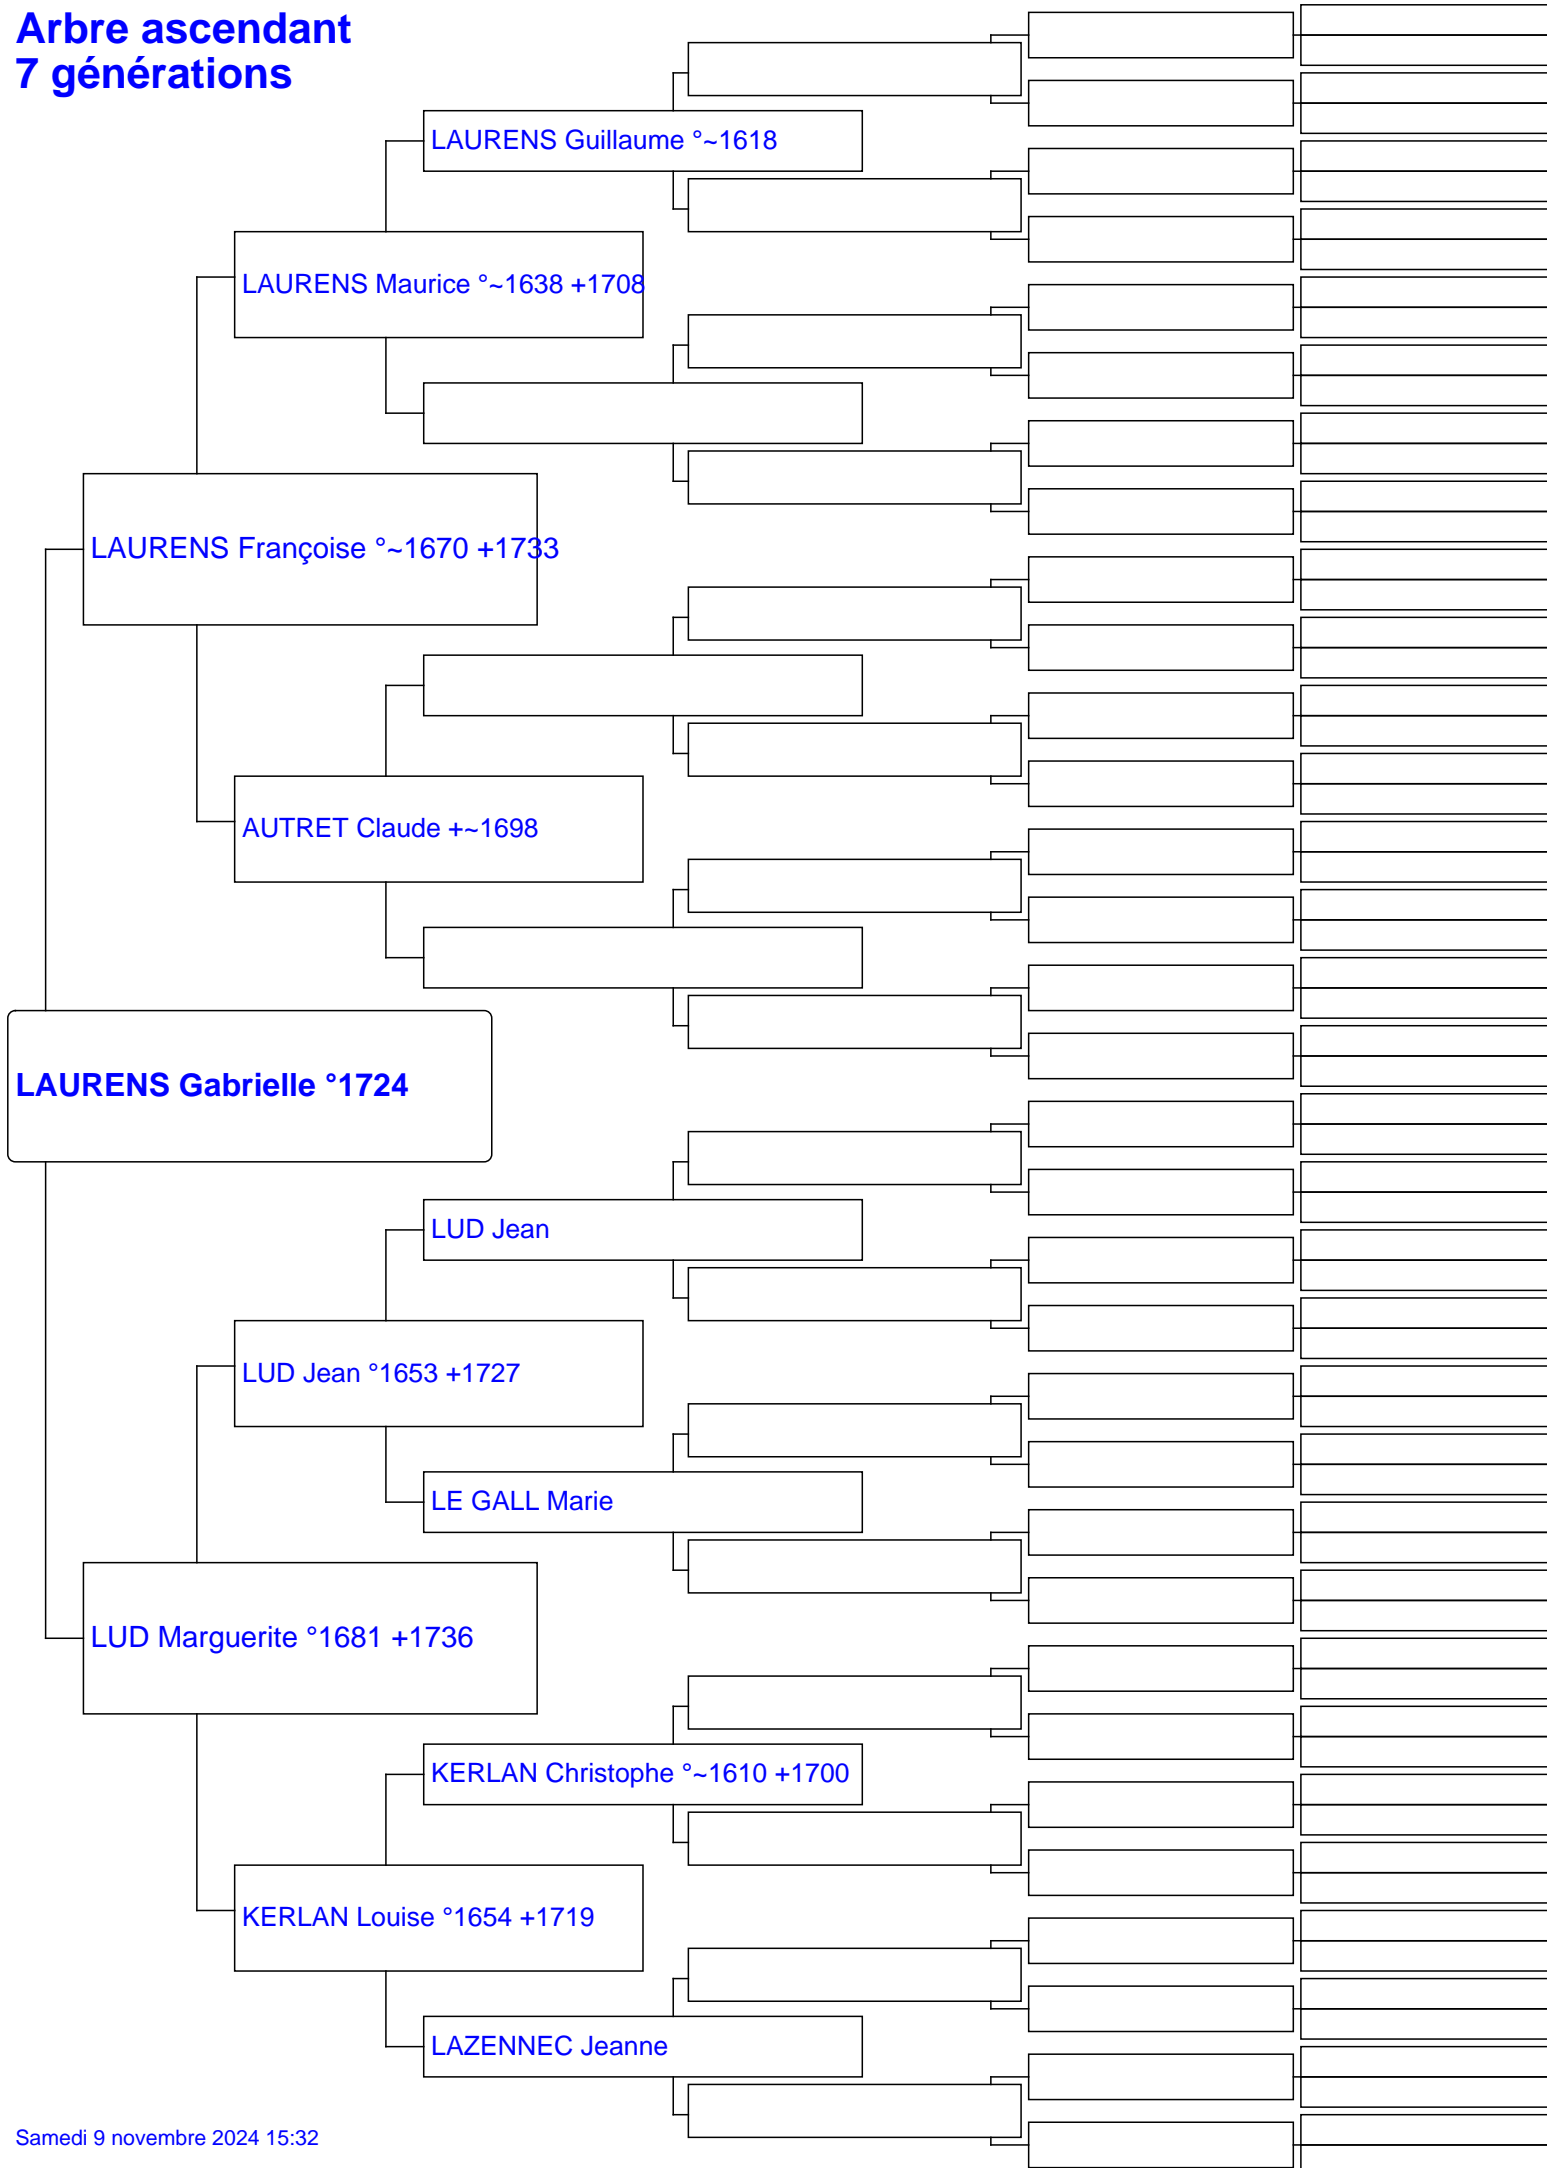 Arbre ascendant
7 générations
LAURENS Guillaume °~1618
LAURENS Maurice °~1638 +1708
LAURENS Françoise °~1670 +1733
AUTRET Claude +~1698
LAURENS Gabrielle °1724
LUD Jean
LUD Jean °1653 +1727
LE GALL Marie
LUD Marguerite °1681 +1736
KERLAN Christophe °~1610 +1700
KERLAN Louise °1654 +1719
LAZENNEC Jeanne
Samedi 9 novembre 2024 15:32